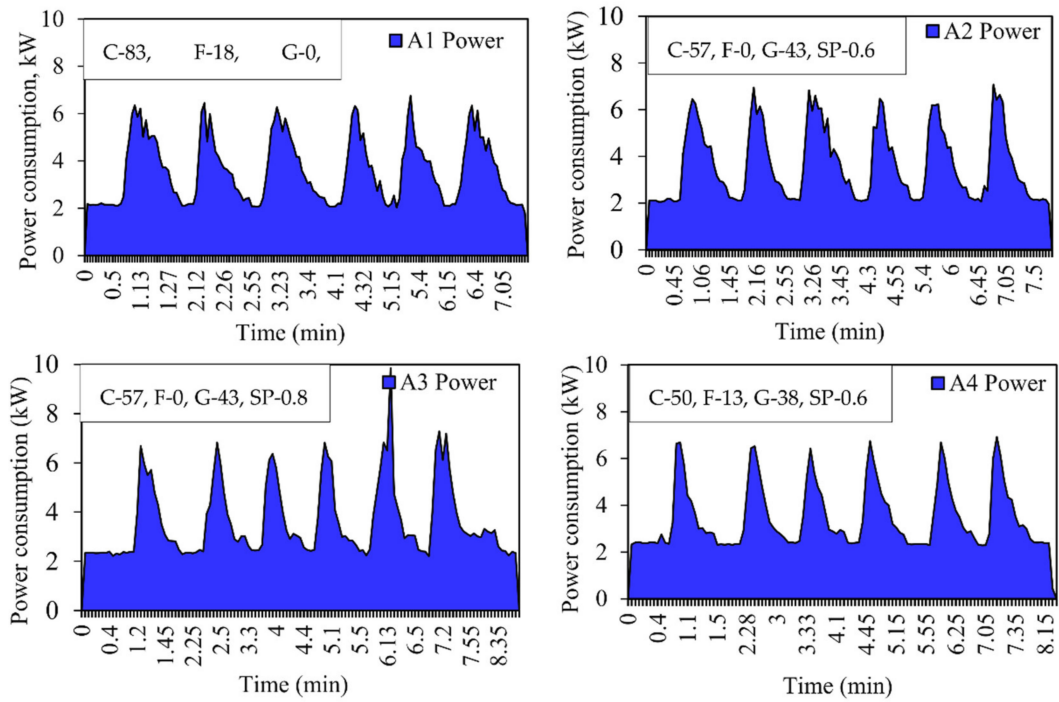 Power consumption, kW
10
8
6
4
2
0
C-83, F-18, G-0,
A1 Power
0 0.5 1.13 1.27 2.12 2.26 2.55 3.23 3.4 4.1 4.32 5.15 5.4 6.15 6.4 7.05
Time (min)
Power consumption (kW)
10
8
6
4
2
0
C-57, F-0, G-43, SP-0.6
A2 Power
0 0.45 1.06 1.45 2.16 2.6 3.26 3.45 4.3 4.55 5.4 6 6.45 7.05 7.5
Time (min)
Power consumption (kW)
10
8
6
4
2
0
C-57, F-0, G-43, SP-0.8
A3 Power
0 0.4 1.2 1.45 2.25 2.5 3.3 4 4.4 5.1 5.5 6.13 6.5 7.2 7.55 8.35
Time (min)
Power consumption (kW)
10
8
6
4
2
0
C-50, F-13, G-38, SP-0.6
A4 Power
0 0.4 1.1 1.5 2.28 3 3.33 4.1 4.45 5.15 5.55 6.25 7.05 7.35 8.15
Time (min)